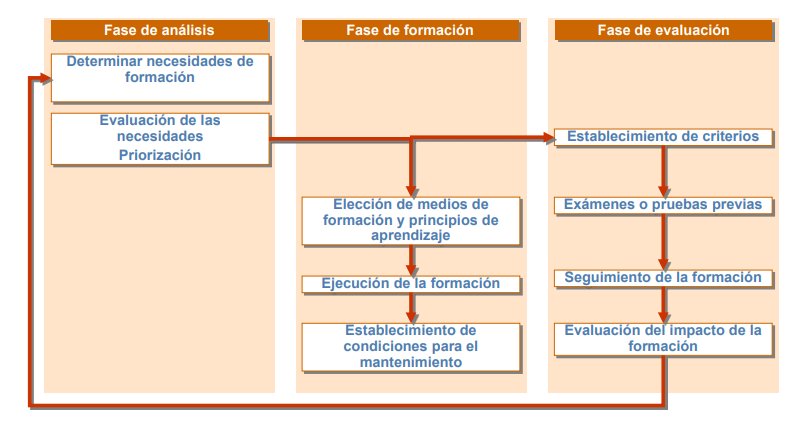 Fase de análisis
Determinar necesidades de
formación
Evaluación de las
necesidades
Priorización
Fase de formación
Elección de medios de
formación y principios de
aprendizaje
Ejecución de la formación
Establecimiento de
condiciones para el
mantenimiento
Fase de evaluación
Establecimiento de criterios
Exámenes o pruebas previas
Seguimiento de la formación
Evaluación del impacto de la
formación